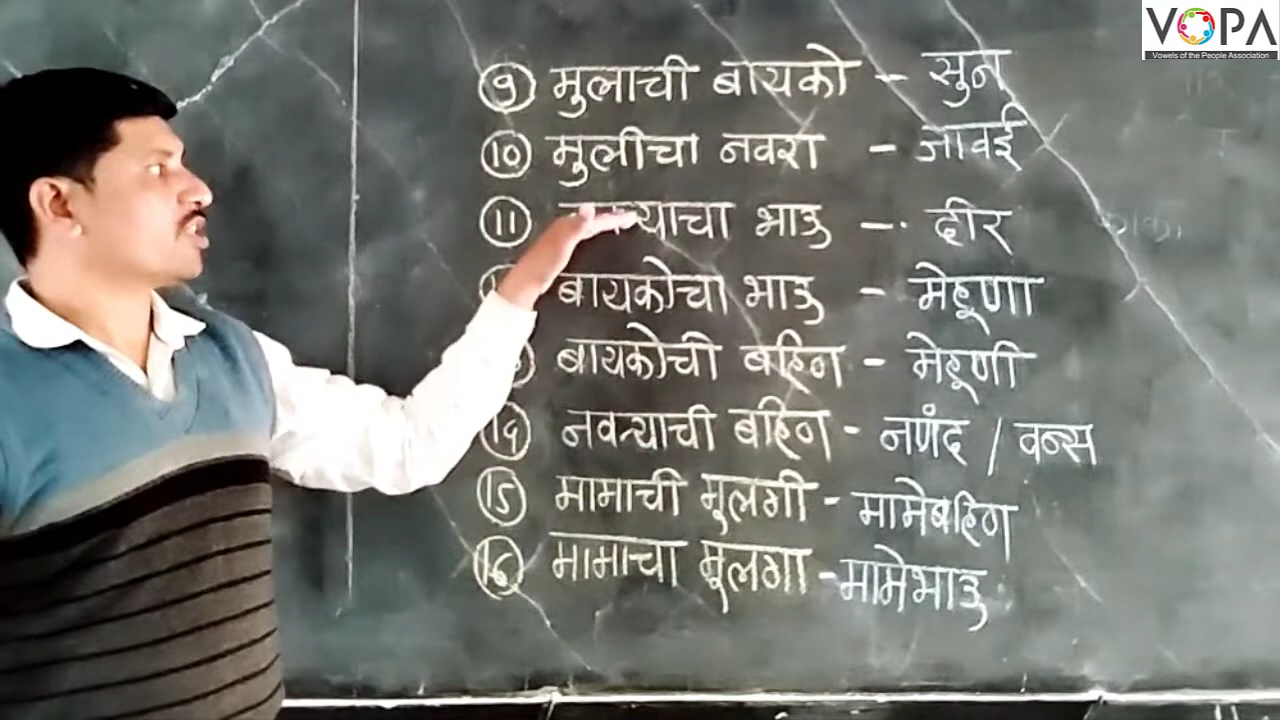 VOPA
Vowels of the People Association
९ मुलाची बायको - सुन
१० मुलीचा नवरा - जावई
११ भाऊ - दीर
बायकोचा भाऊ - मेहूणा
बायकोची बहिण - मेहूणी
१४ नवऱ्याची बहिण - नणंद / वन्स
१५ मामाची मुलगी - मामेबहिण
१६ मामाचा मुलगा - मामेभाऊ